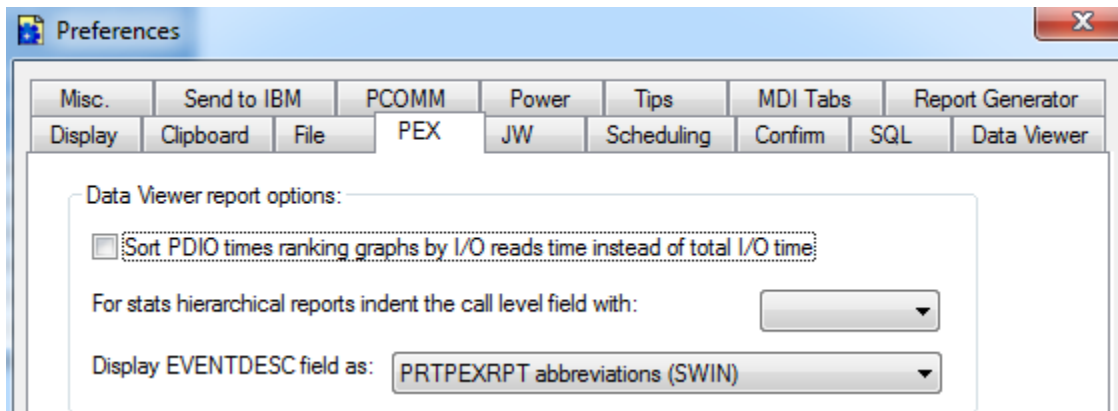 Preferences
Misc. Send to IBM PCOMM Power Tips MDI Tabs Report Generator
Display Clipboard File PEX JW Scheduling Confirm SQL Data Viewer
Data Viewer report options:
Sort PDIO times ranking graphs by I/O reads time instead of total I/O time
For stats hierarchical reports indent the call level field with:
Display EVENTDESC field as: PRTPEXRPT abbreviations (SWIN)